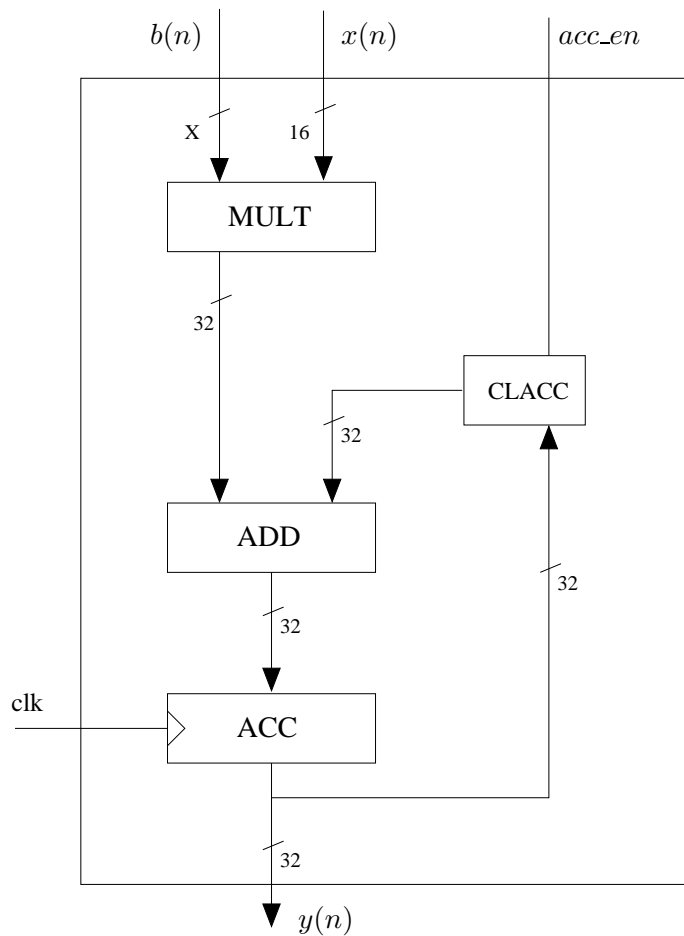 b(n) x(n) acc_en
X 16
MULT
32
CLACC
32
ADD
32
32
clk
ACC
32
y(n)